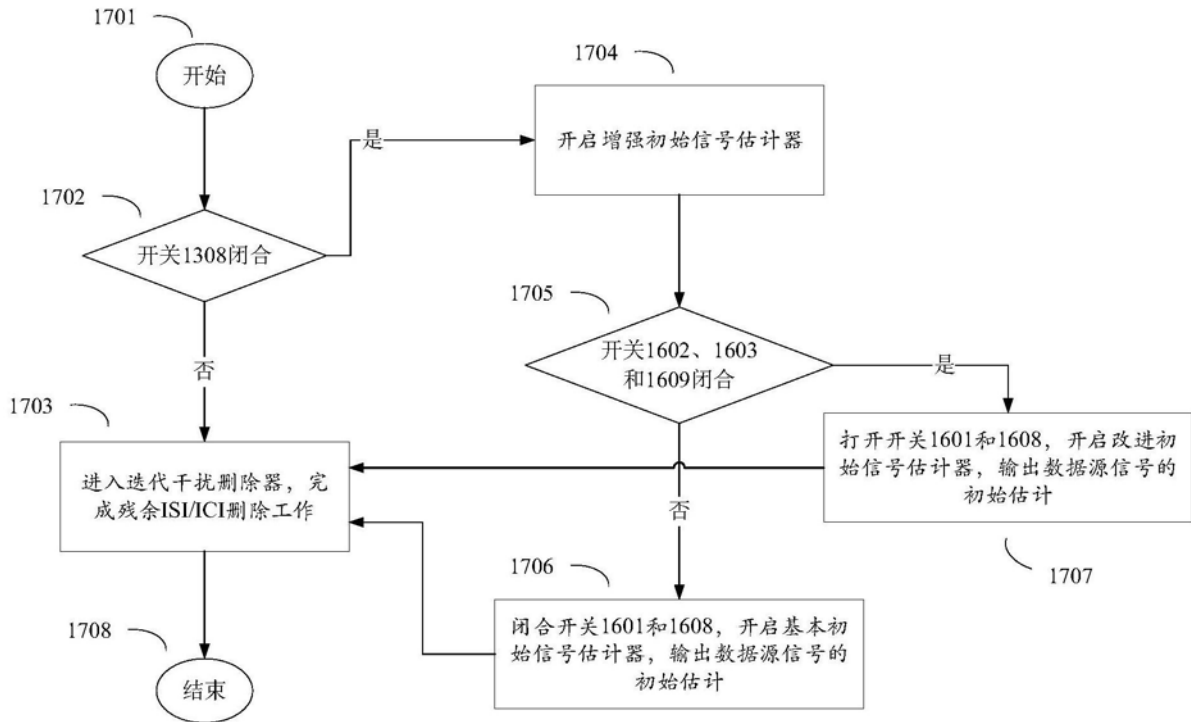 1701
开始
1702
开关1308闭合
是
否
1703
进入迭代干扰删除器，完
成残余ISI/ICI删除工作
1708
结束
1704
开启增强初始信号估计器
1705
开关1602、1603
和1609闭合
是
否
1706
闭合开关1601和1608，开启基本初
始信号估计器，输出数据源信号的
初始估计
打开开关1601和1608，开启改进初
始信号估计器，输出数据源信号的
初始估计
1707